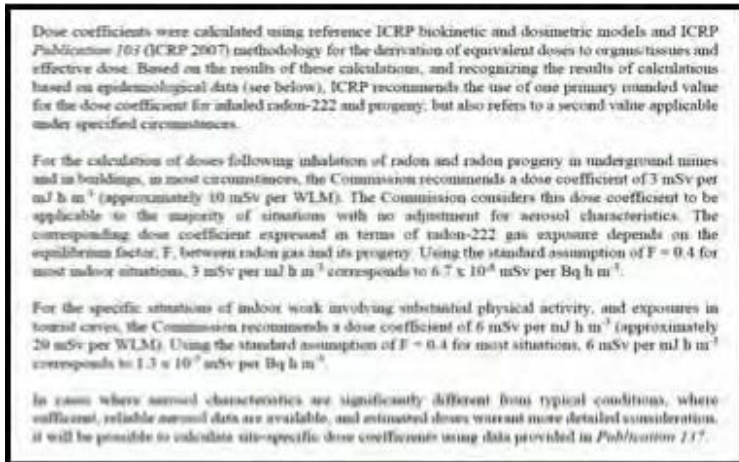 Dose coefficients were calculated using reference ICRP biokinetic and dosimetric models and ICRP
Publication 103 (ICRP 2007) methodology for the derivation of equivalent doses to organs/tissues and
effective dose. Based on the results of these calculations, and recognizing the results of calculations
based on epidemiological data (see below), ICRP recommends the use of one primary rounded value
for the dose coefficient for inhaled radon-222 and progeny, but also refers to a second value applicable
under specified circumstances.
For the calculation of doses following inhalation of radon and radon progeny in underground mines
and in buildings, in most circumstances, the Commission recommends a dose coefficient of 3 mSv per
mJ h m⁻³ (approximately 10 mSv per WLM). The Commission considers this dose coefficient to be
applicable to the majority of situations with no adjustment for aerosol characteristics. The
corresponding dose coefficient expressed in terms of radon-222 gas exposure depends on the
equilibrium factor, F, between radon gas and its progeny. Using the standard assumption of F = 0.4 for
most indoor situations, 3 mSv per mJ h m⁻³ corresponds to 6.7 x 10⁻⁶ mSv per Bq h m⁻³.
For the specific situations of indoor work involving substantial physical activity, and exposures in
tourist caves, the Commission recommends a dose coefficient of 6 mSv per mJ h m⁻³ (approximately
20 mSv per WLM). Using the standard assumption of F = 0.4 for most situations, 6 mSv per mJ h m⁻³
corresponds to 1.3 x 10⁻⁵ mSv per Bq h m⁻³.
In cases where aerosol characteristics are significantly different from typical conditions, where
sufficient, reliable aerosol data are available, and estimated doses warrant more detailed consideration,
it will be possible to calculate site-specific dose coefficients using data provided in Publication 137.